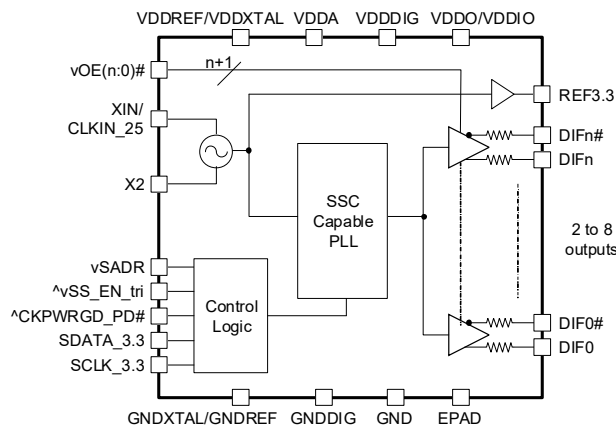 VDDREF/VDDXTAL VDDA VDDDIG VDDO/VDDIO
vOE(n:0)#
n+1
REF3.3
XIN/
CLKIN_25
DIFn#
DIFn
X2
SSC
Capable
PLL
2 to 8
outputs
vSADR
^vSS_EN_tri
^CKPWRGD_PD#
SDATA_3.3
SCLK_3.3
Control
Logic
DIF0#
DIF0
GNDXTAL/GNDREF GNDDIG GND EPAD